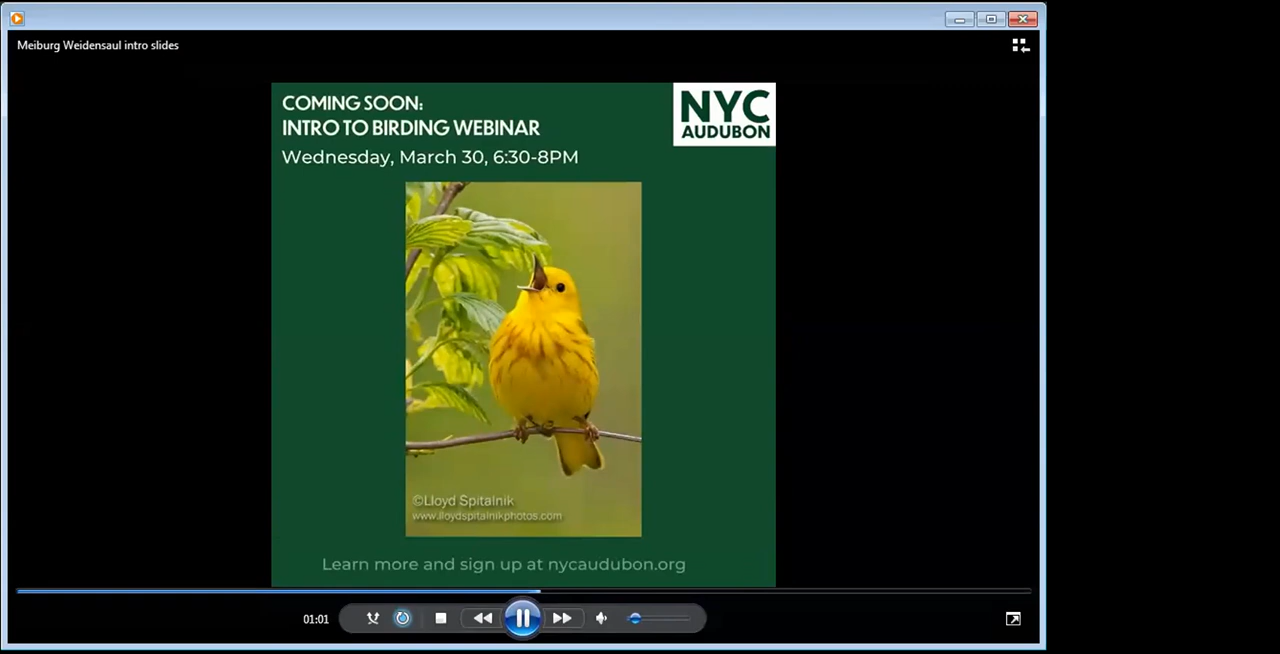 Meiburg Weidensaul intro slides
COMING SOON:
INTRO TO BIRDING WEBINAR
Wednesday, March 30, 6:30-8PM
NYC
AUDUBON
©Lloyd Spitalnik
www.lloydspitalnikphotos.com
Learn more and sign up at nycaudubon.org
01:01